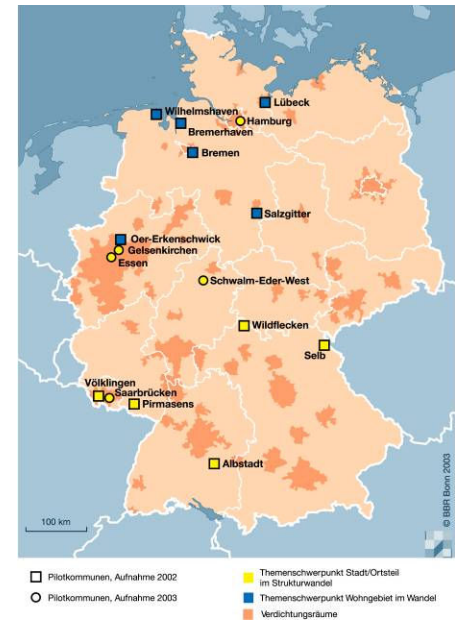 Lübeck
Wilhelmshaven
Hamburg
Bremerhaven
Bremen
Salzgitter
Oer-Erkenschwick
Gelsenkirchen
Essen
Schwalm-Eder-West
Wildflecken
Selb
Völklingen
Saarbrücken
Pirmasens
Albstadt
100 km
© BBR Bonn 2003
Pilotkommunen, Aufnahme 2002
Pilotkommunen, Aufnahme 2003
Themenschwerpunkt Stadt/Ortsteil
im Strukturwandel
Themenschwerpunkt Wohngebiet im Wandel
Verdichtungsräume